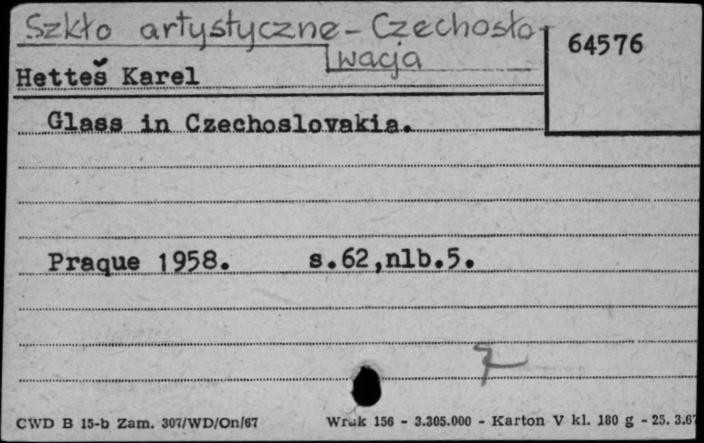 Szkło artystyczne - Czechosło-
wacja
64576
Hetteš Karel
Glass in Czechoslovakia.
Praque 1958. s.62,nlb.5.
7
CWD B 15-b Zam. 307/WD/On/67 Wrsk 156 - 3.305.000 - Karton V kl. 180 g - 25. 3.67